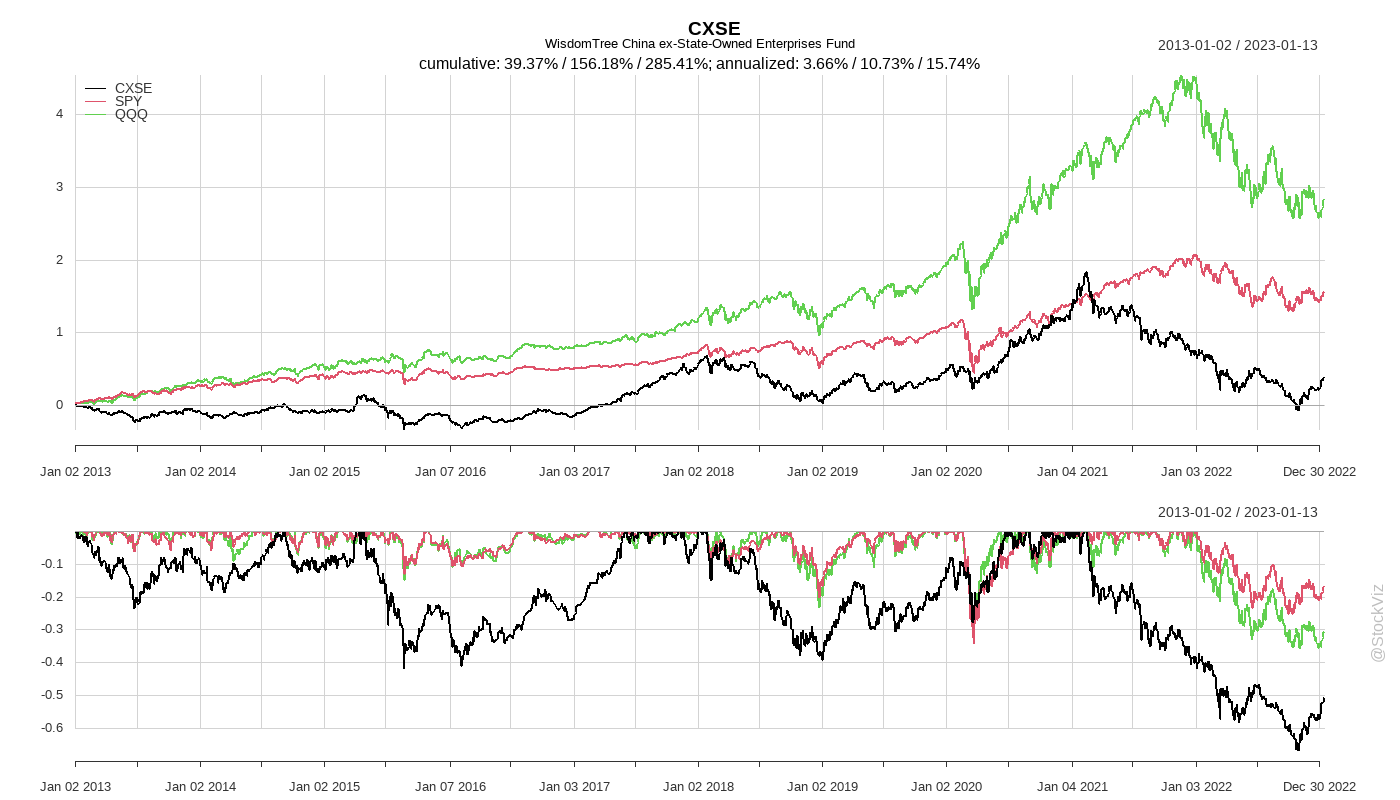 CXSE
WisdomTree China ex-State-Owned Enterprises Fund
2013-01-02 / 2023-01-13
cumulative: 39.37% / 156.18% / 285.41%; annualized: 3.66% / 10.73% / 15.74%
CXSE
SPY
QQQ
4
3
2
1
0
Jan 02 2013 Jan 02 2014 Jan 02 2015 Jan 07 2016 Jan 03 2017 Jan 02 2018 Jan 02 2019 Jan 02 2020 Jan 04 2021 Jan 03 2022 Dec 30 2022
2013-01-02 / 2023-01-13
-0.1
-0.2
-0.3
-0.4
-0.5
-0.6
Jan 02 2013 Jan 02 2014 Jan 02 2015 Jan 07 2016 Jan 03 2017 Jan 02 2018 Jan 02 2019 Jan 02 2020 Jan 04 2021 Jan 03 2022 Dec 30 2022
@StockViz